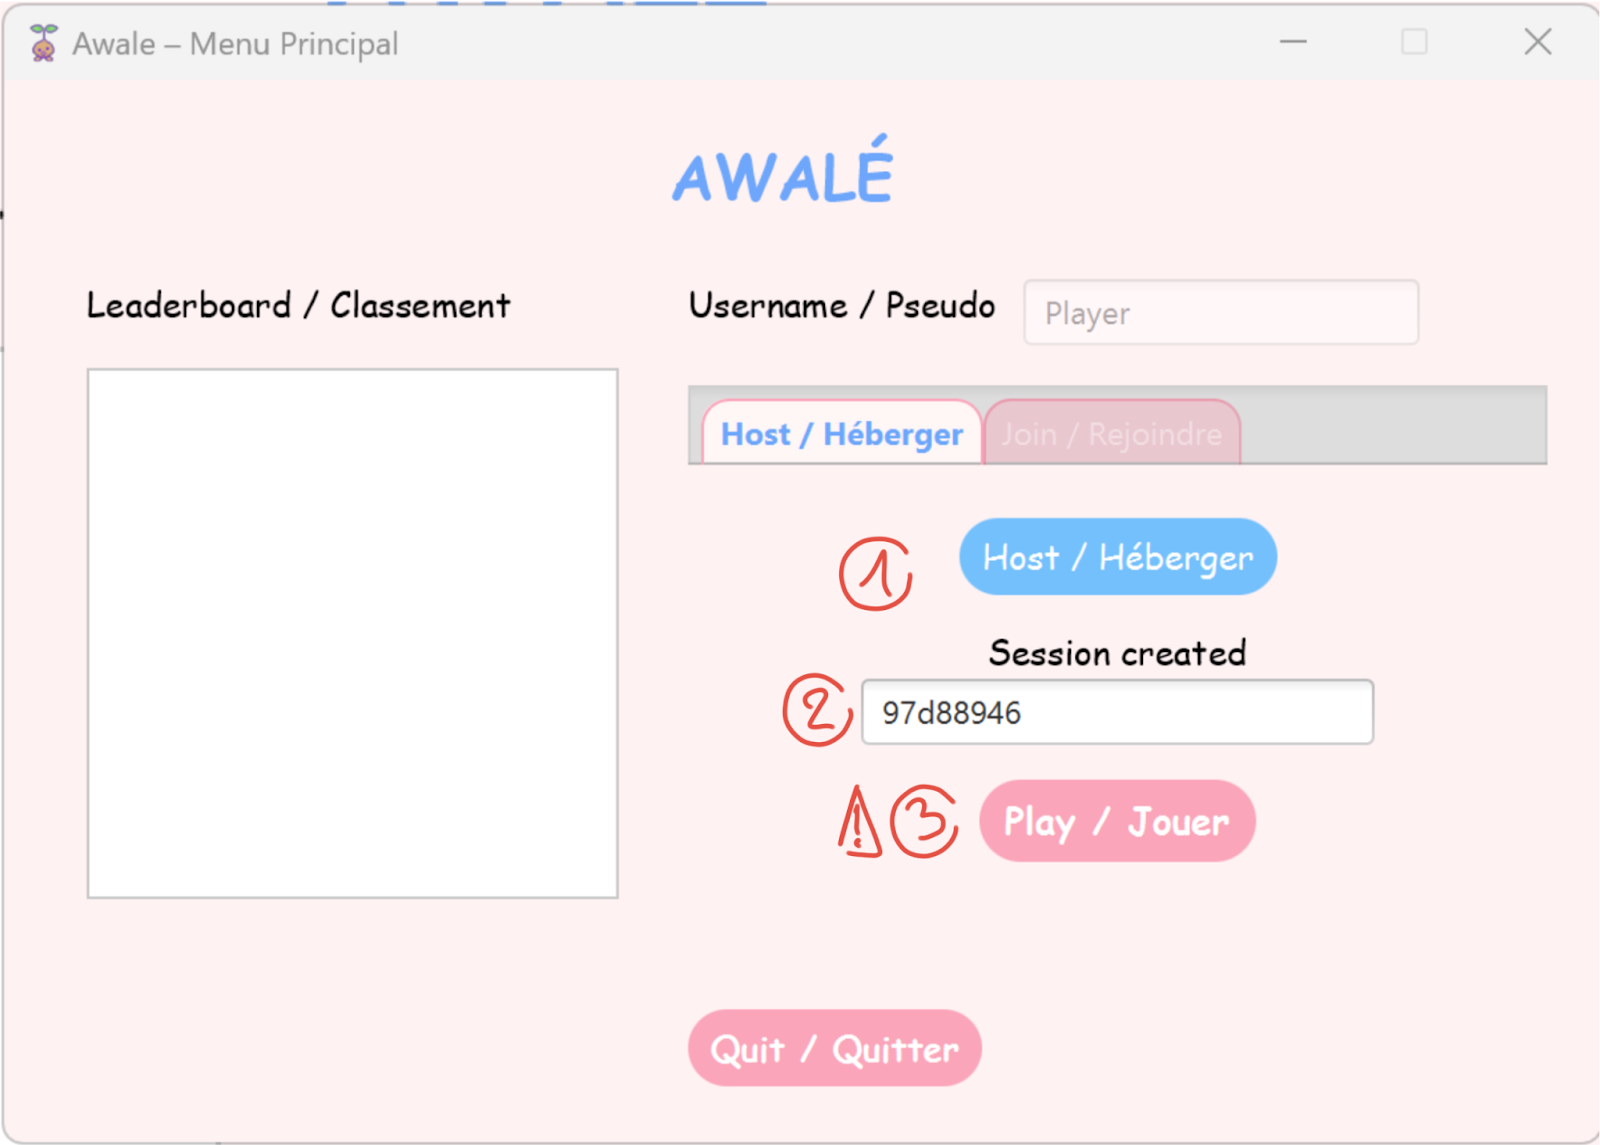 Awale – Menu Principal
AWALÉ
Leaderboard / Classement
Username / Pseudo
Player
Host / Héberger
Join / Rejoindre
1
Host / Héberger
Session created
2
97d88946
! 3
Play / Jouer
Quit / Quitter